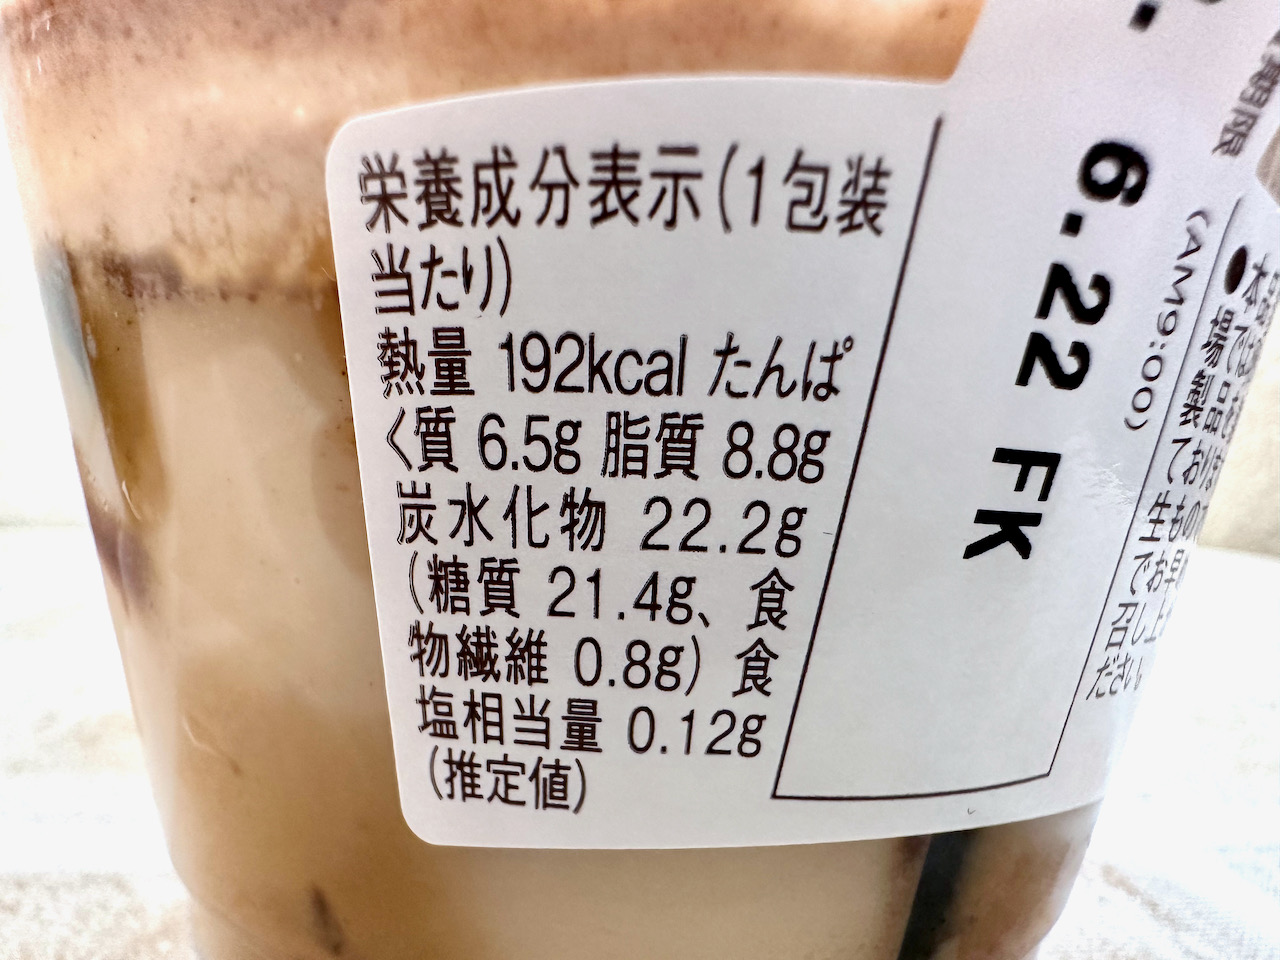 栄養成分表示(1包装
当たり)
熱量 192kcal たんぱ
く質 6.5g 脂質 8.8g
炭水化物 22.2g
(糖質 21.4g、食
物繊維 0.8g) 食
塩相当量 0.12g
(推定値)
6.22 FK
(AM9:00)